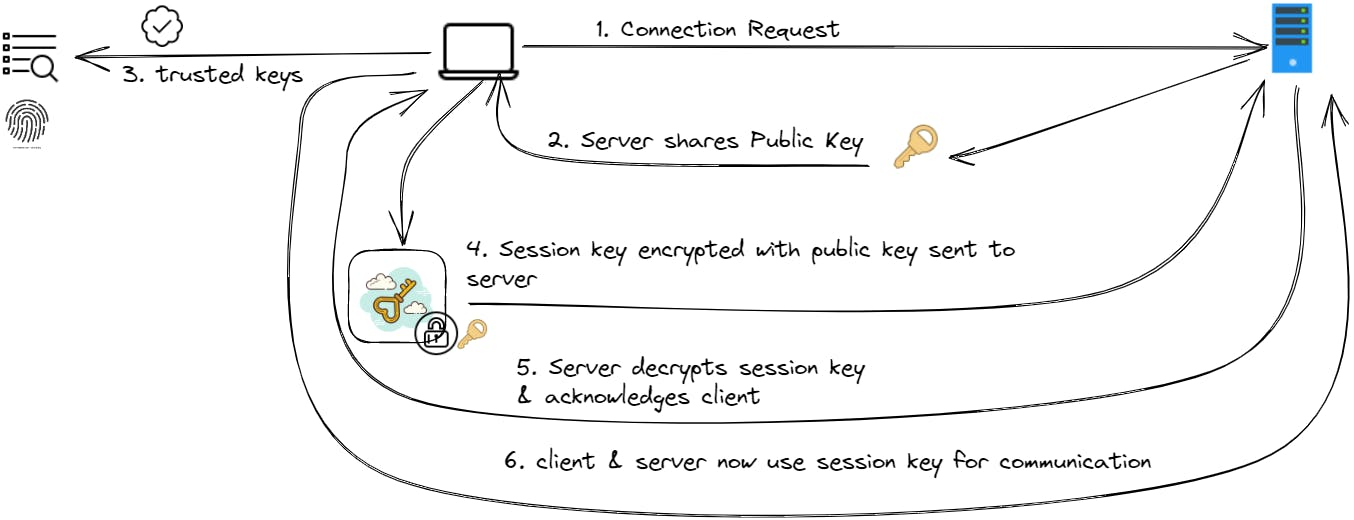 1. Connection Request
3. trusted keys
2. Server shares Public Key
4. Session key encrypted with public key sent to
server
5. Server decrypts session key
& acknowledges client
6. client & server now use session key for communication